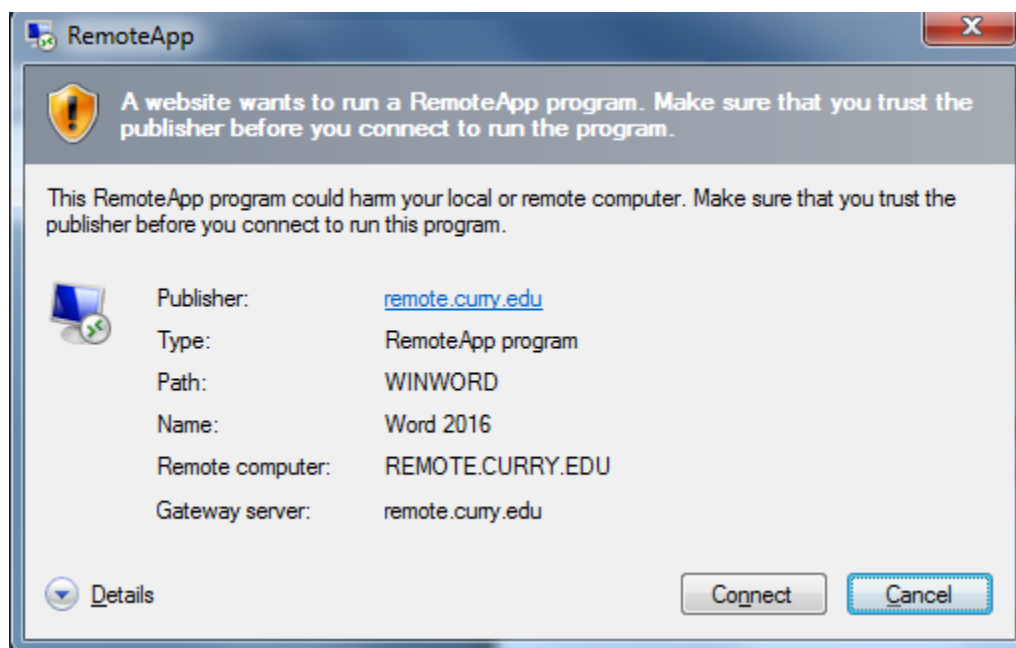 RemoteApp
A website wants to run a RemoteApp program. Make sure that you trust the
publisher before you connect to run the program.
This RemoteApp program could harm your local or remote computer. Make sure that you trust the
publisher before you connect to run this program.
Publisher: remote.curry.edu
Type: RemoteApp program
Path: WINWORD
Name: Word 2016
Remote computer: REMOTE.CURRY.EDU
Gateway server: remote.curry.edu
Details Connect Cancel